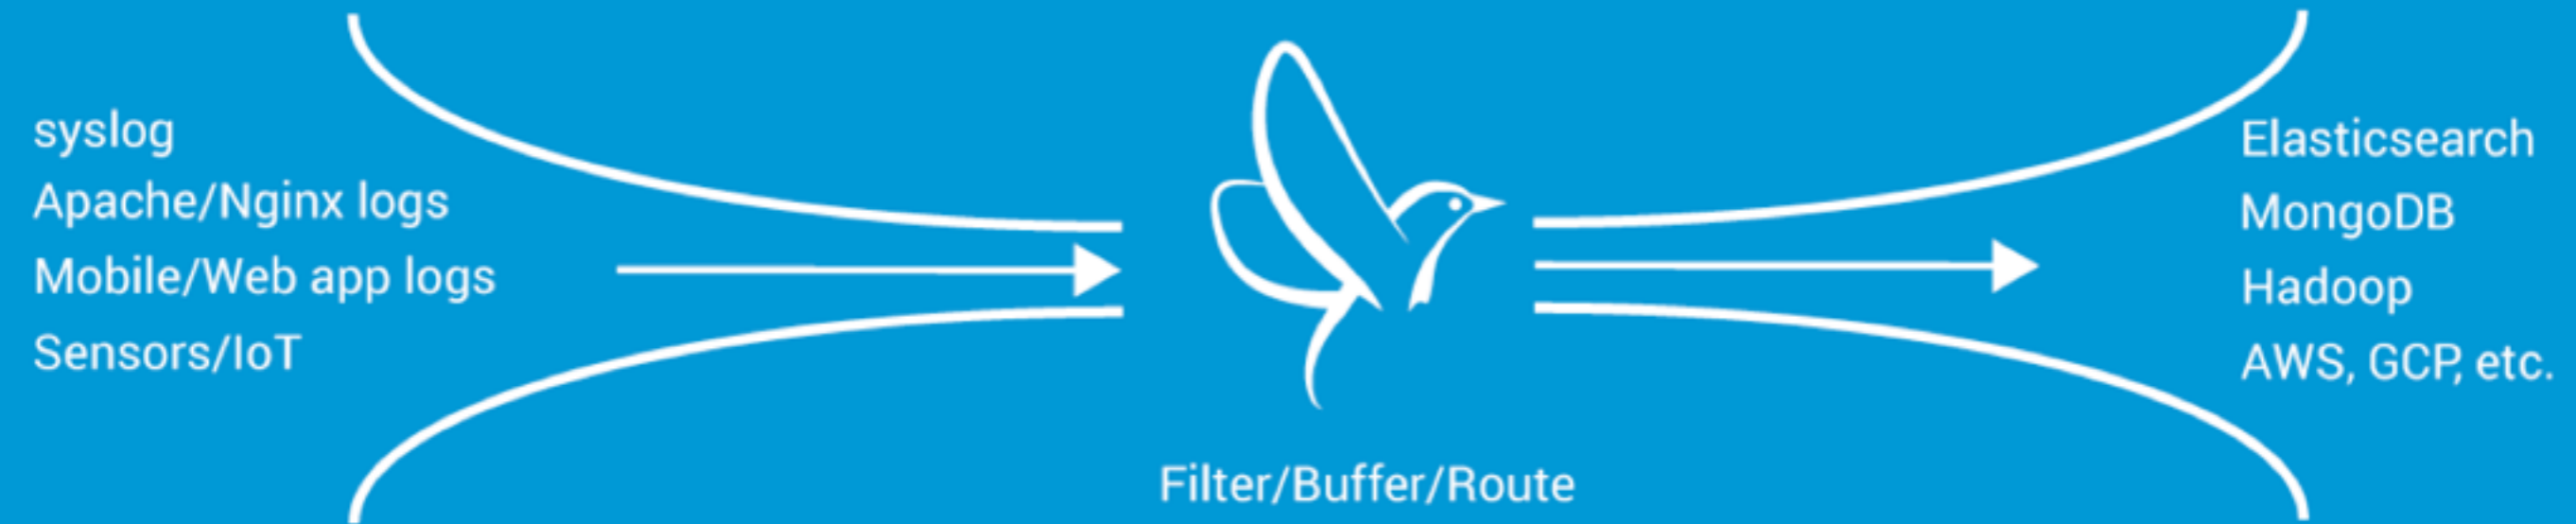 syslog
Apache/Nginx logs
Mobile/Web app logs
Sensors/IoT
Filter/Buffer/Route
Elasticsearch
MongoDB
Hadoop
AWS, GCP, etc.